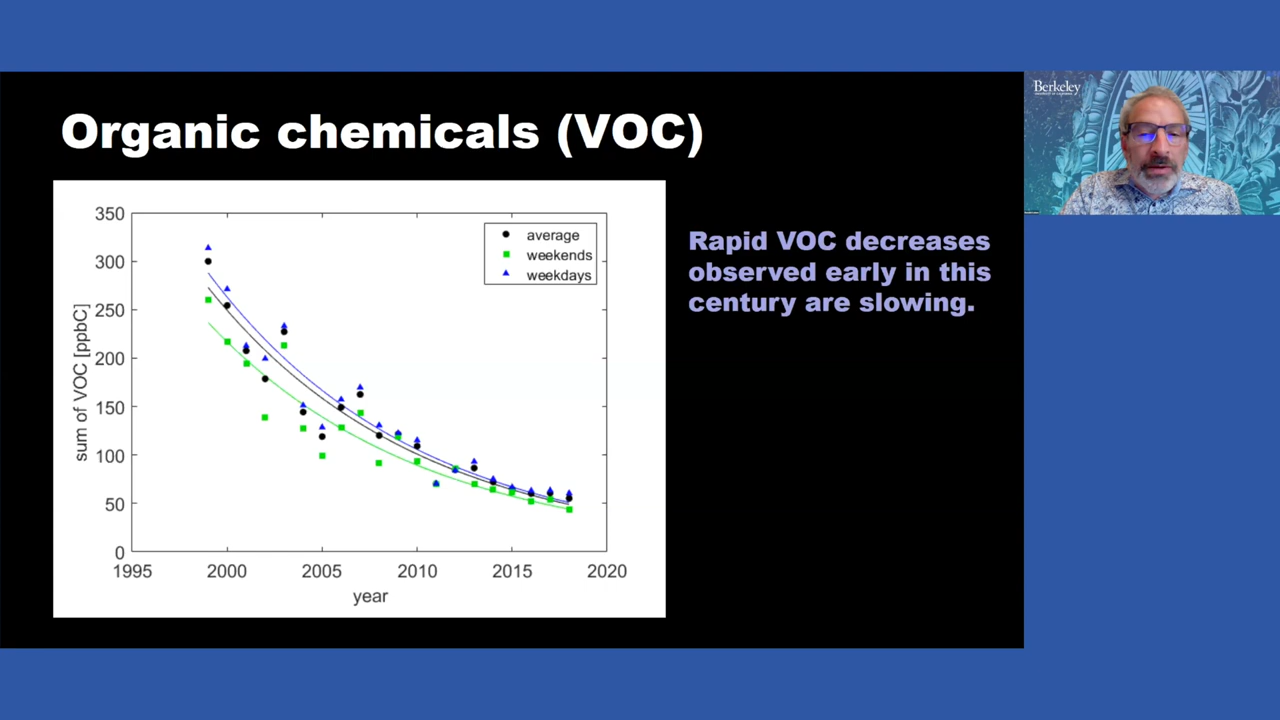 Organic chemicals (VOC)
350
300
250
200
150
100
50
0
sum of VOC [ppbC]
1995
2000
2005
2010
2015
2020
year
average
weekends
weekdays
Rapid VOC decreases
observed early in this
century are slowing.
Berkeley